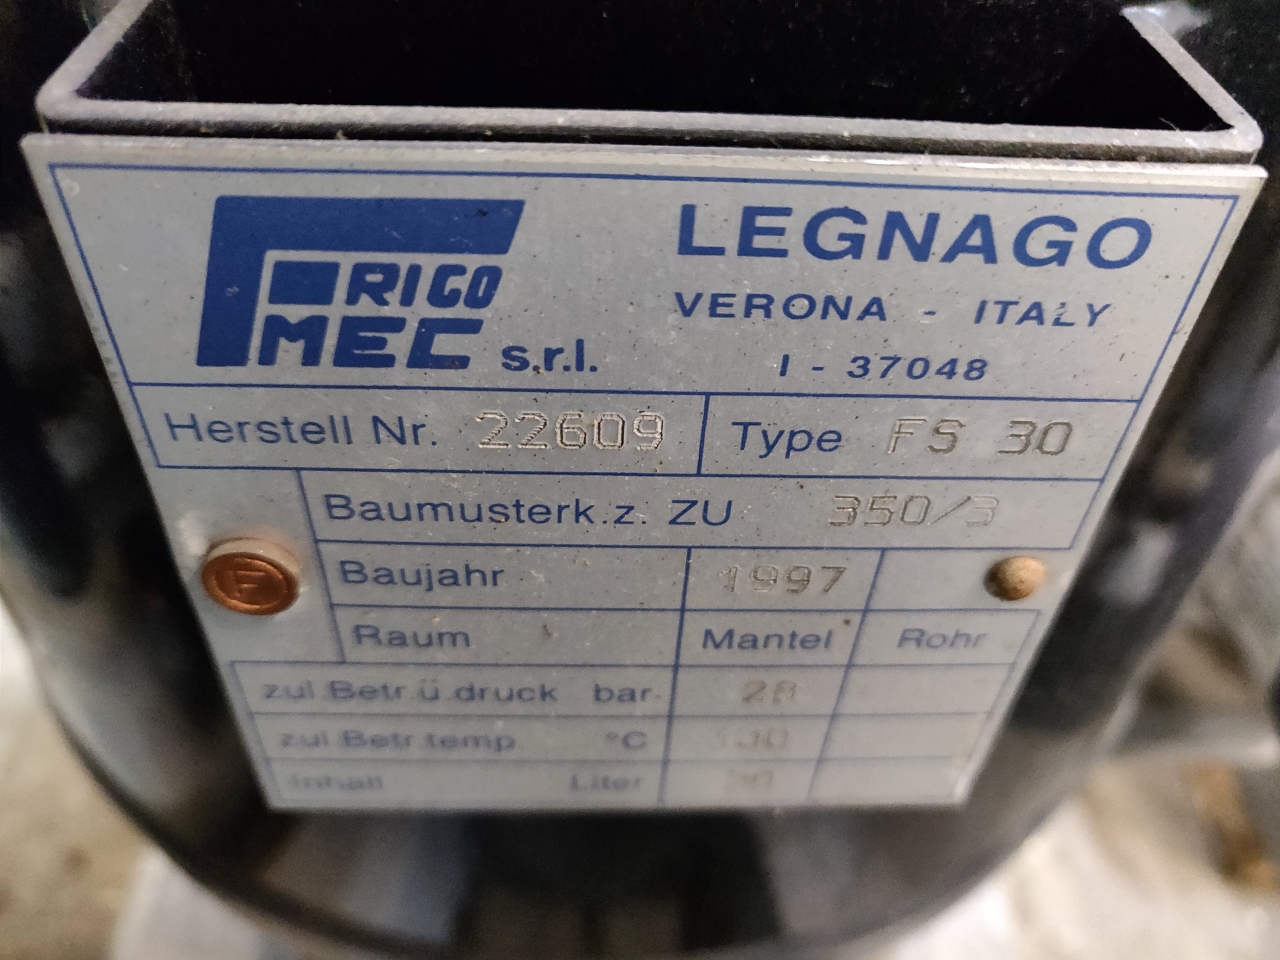 FRIGO
MEC s.r.l.
LEGNAGO
VERONA - ITALY
I - 37048
Herstell Nr. 22609 Type FS 30
Baumusterk.z. ZU 350/3
F
Baujahr 1997
Raum Mantel Rohr
zul Betr.ü.druck bar 28
zul Betr.temp °C
Inhalt Liter